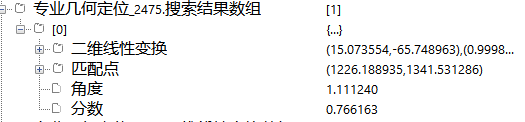 专业几何定位_2475.搜索结果数组 [1]
[0] {...}
二维线性变换 (15.073554,-65.748963),(0.9998...
匹配点 (1226.188935,1341.531286)
角度 1.111240
分数 0.766163